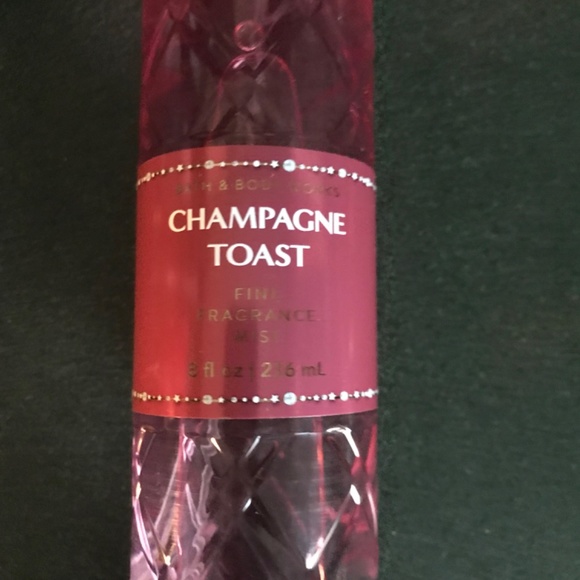 BATH & BODY WORKS
CHAMPAGNE
TOAST
FINE
FRAGRANCE
MIST
8 fl oz | 236 mL